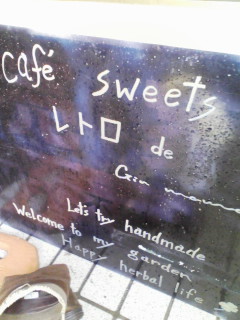 Café sweets
レトロ de
Let's try handmade
Welcome to my garden
Happy herbal life